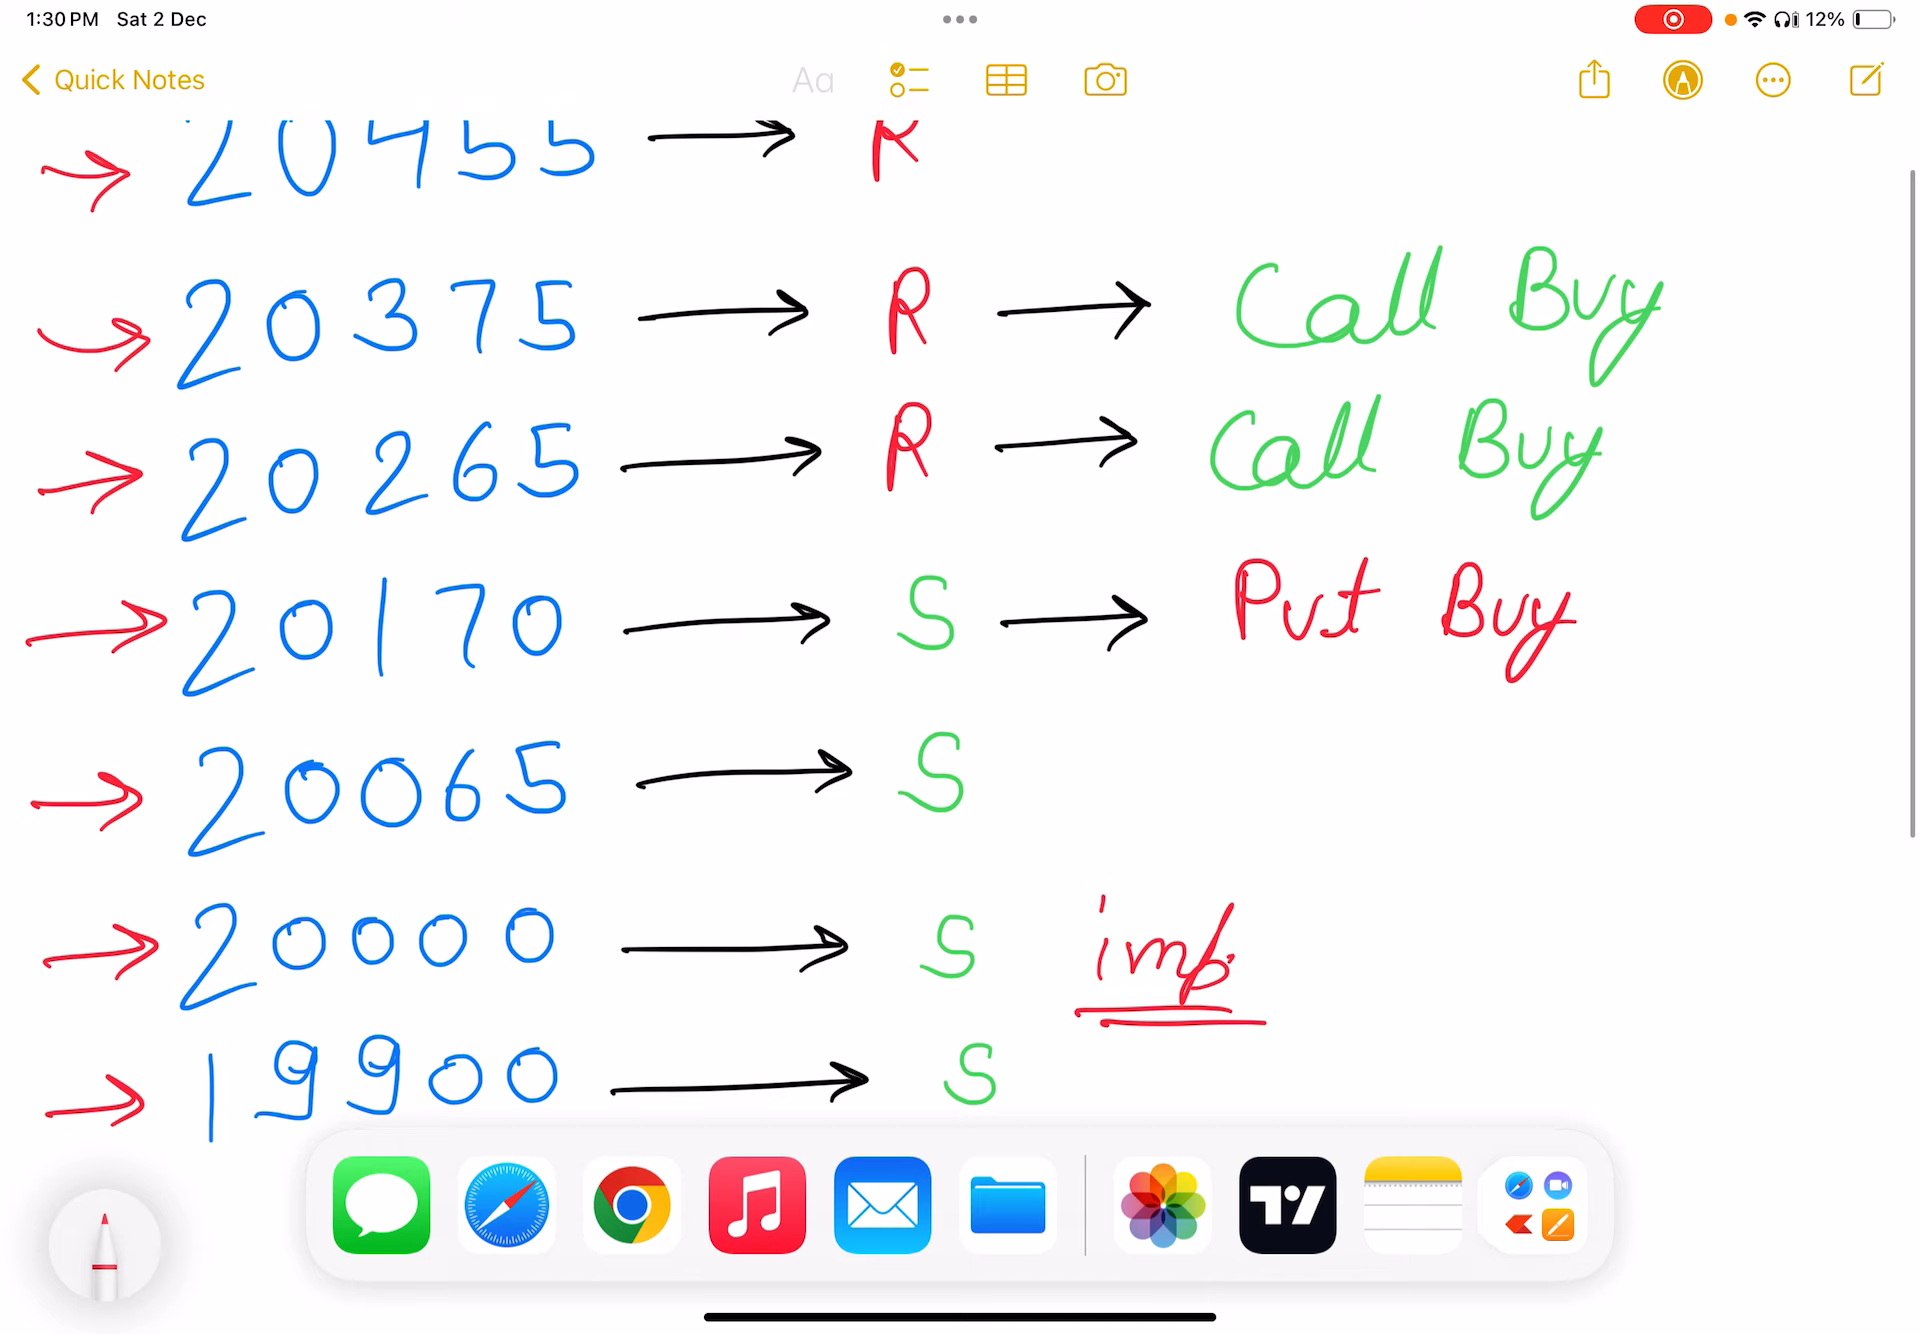 1:30 PM Sat 2 Dec 12%
Quick Notes Aa
20455 → R
→ 20375 → R → Call Buy
→ 20265 → R → Call Buy
→ 20170 → S → Put Buy
→ 20065 → S
→ 20000 → S imp.
→ 19900 → S